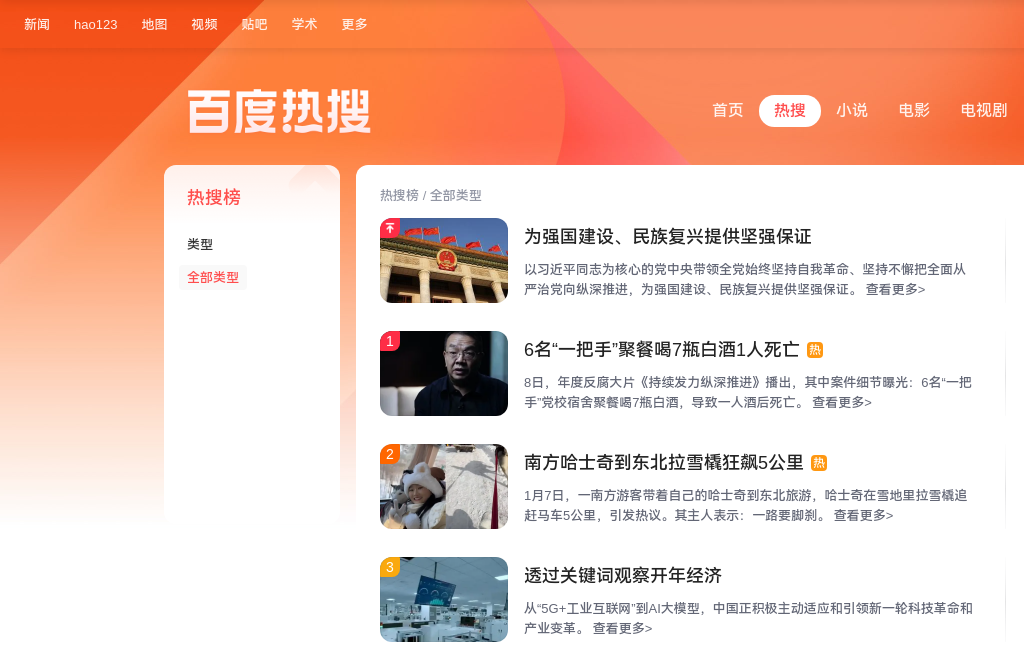 新闻 hao123 地图 视频 贴吧 学术 更多
百度热搜
首页 热搜 小说 电影 电视剧
热搜榜
类型
全部类型
热搜榜 / 全部类型
为强国建设、民族复兴提供坚强保证
以习近平同志为核心的党中央带领全党始终坚持自我革命、坚持不懈把全面从
严治党向纵深推进，为强国建设、民族复兴提供坚强保证。 查看更多>
1
6名“一把手”聚餐喝7瓶白酒1人死亡 热
8日，年度反腐大片《持续发力纵深推进》播出，其中案件细节曝光：6名“一把
手”党校宿舍聚餐喝7瓶白酒，导致一人酒后死亡。 查看更多>
2
南方哈士奇到东北拉雪橇狂飙5公里 热
1月7日，一南方游客带着自己的哈士奇到东北旅游，哈士奇在雪地里拉雪橇追
赶马车5公里，引发热议。其主人表示：一路要脚刹。 查看更多>
3
透过关键词观察开年经济
从“5G+工业互联网”到AI大模型，中国正积极主动适应和引领新一轮科技革命和
产业变革。 查看更多>